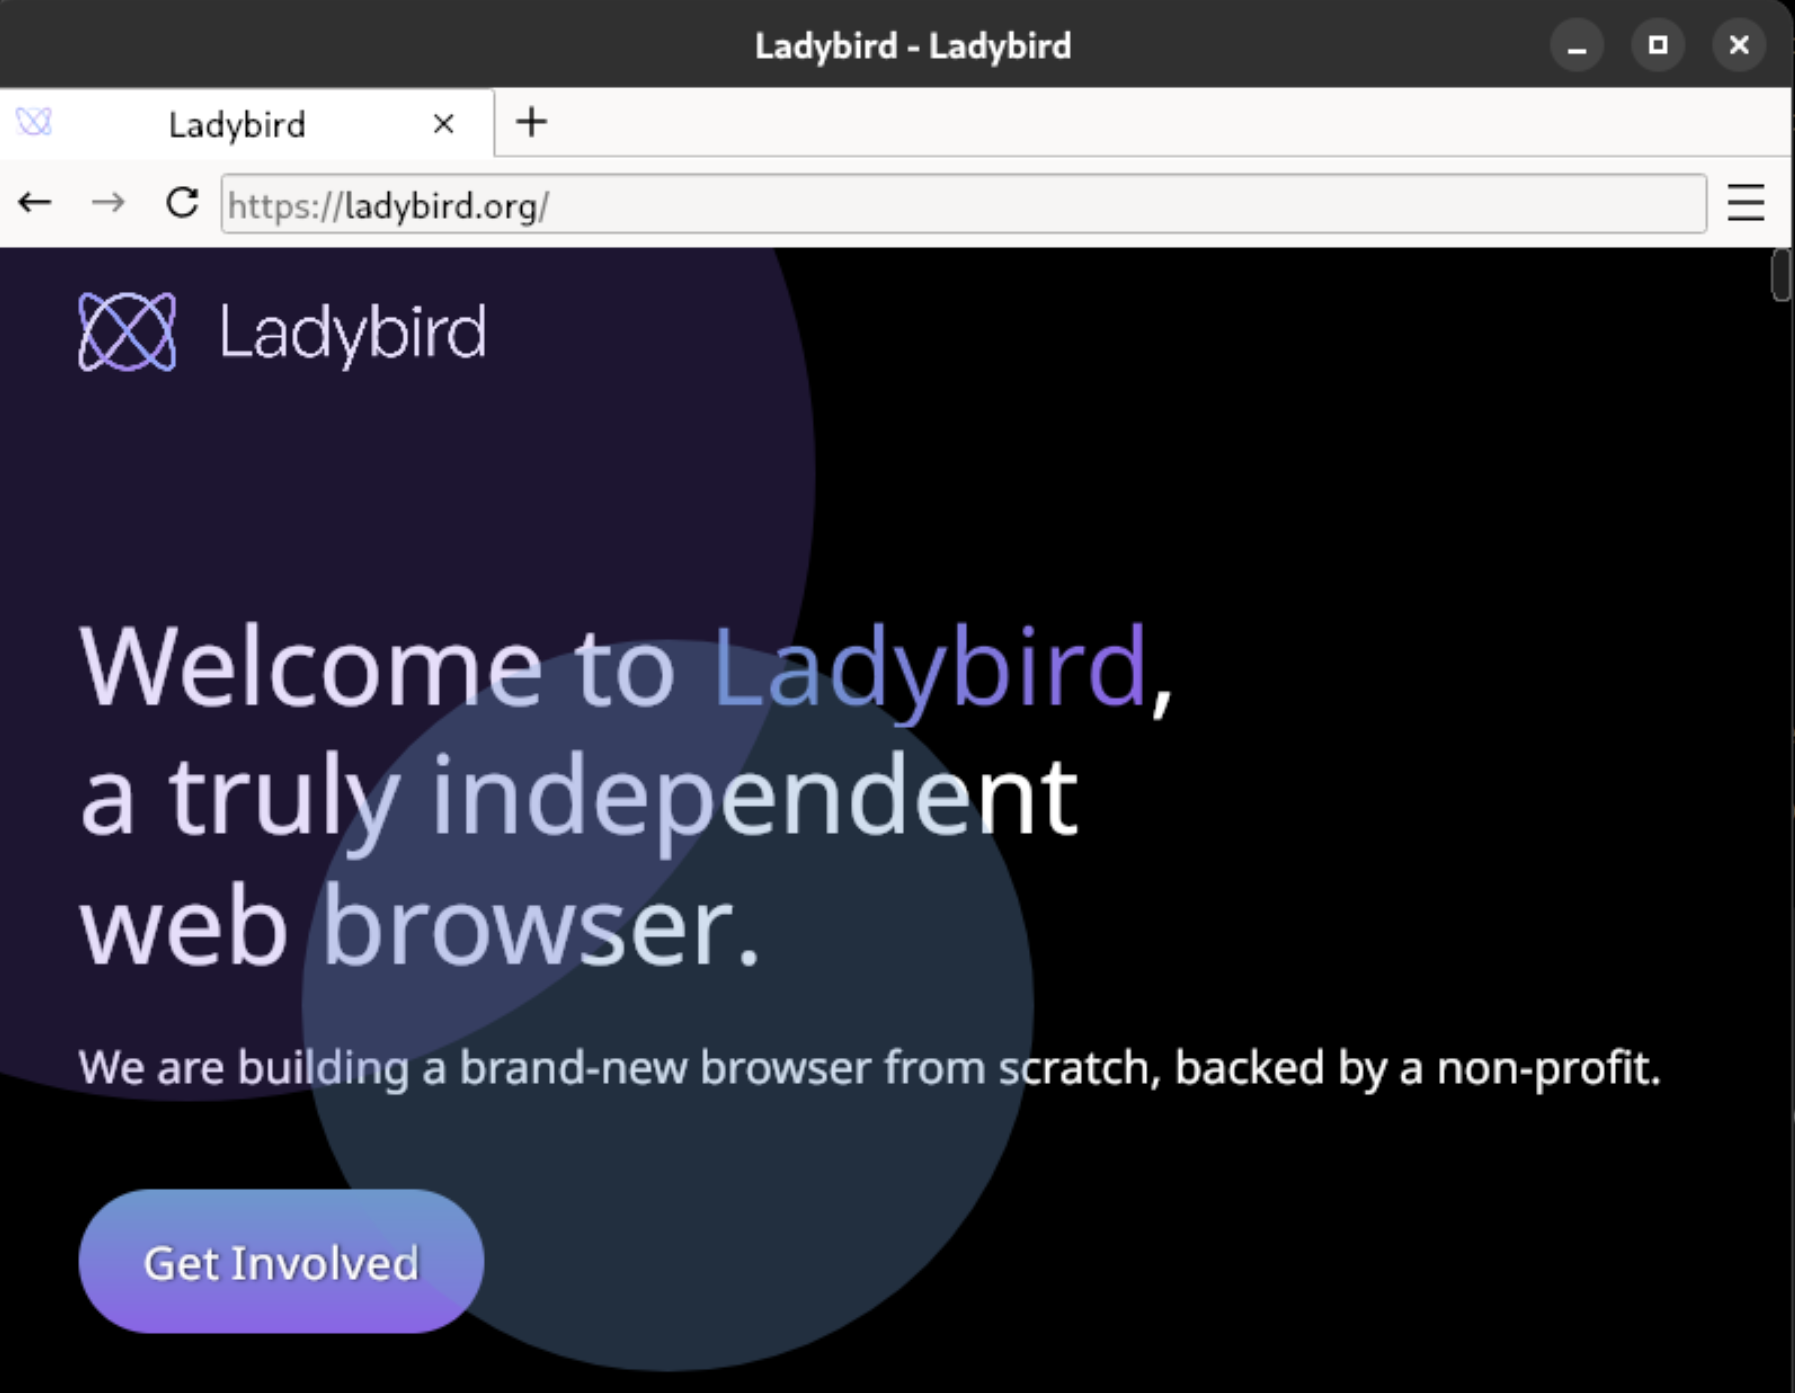 Ladybird - Ladybird
Ladybird
https://ladybird.org/
Ladybird
Welcome to Ladybird,
a truly independent
web browser.
We are building a brand-new browser from scratch, backed by a non-profit.
Get Involved